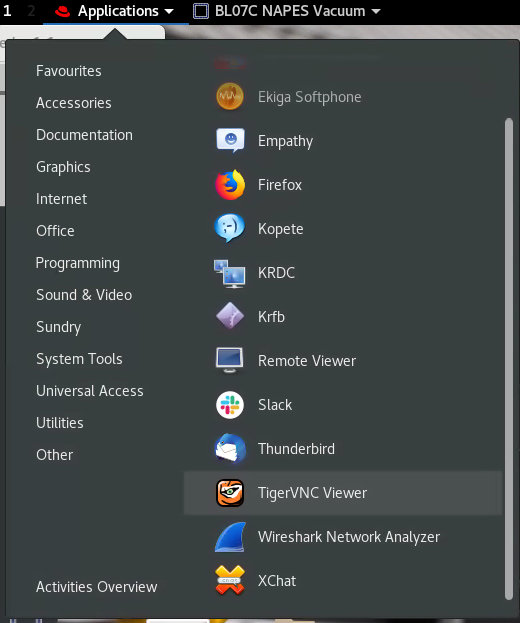 1 2 Applications BL07C NAPES Vacuum
Favourites
Accessories
Documentation
Graphics
Internet
Office
Programming
Sound & Video
Sundry
System Tools
Universal Access
Utilities
Other
Activities Overview
Ekiga Softphone
Empathy
Firefox
Kopete
KRDC
Krfb
Remote Viewer
Slack
Thunderbird
TigerVNC Viewer
Wireshark Network Analyzer
XChat